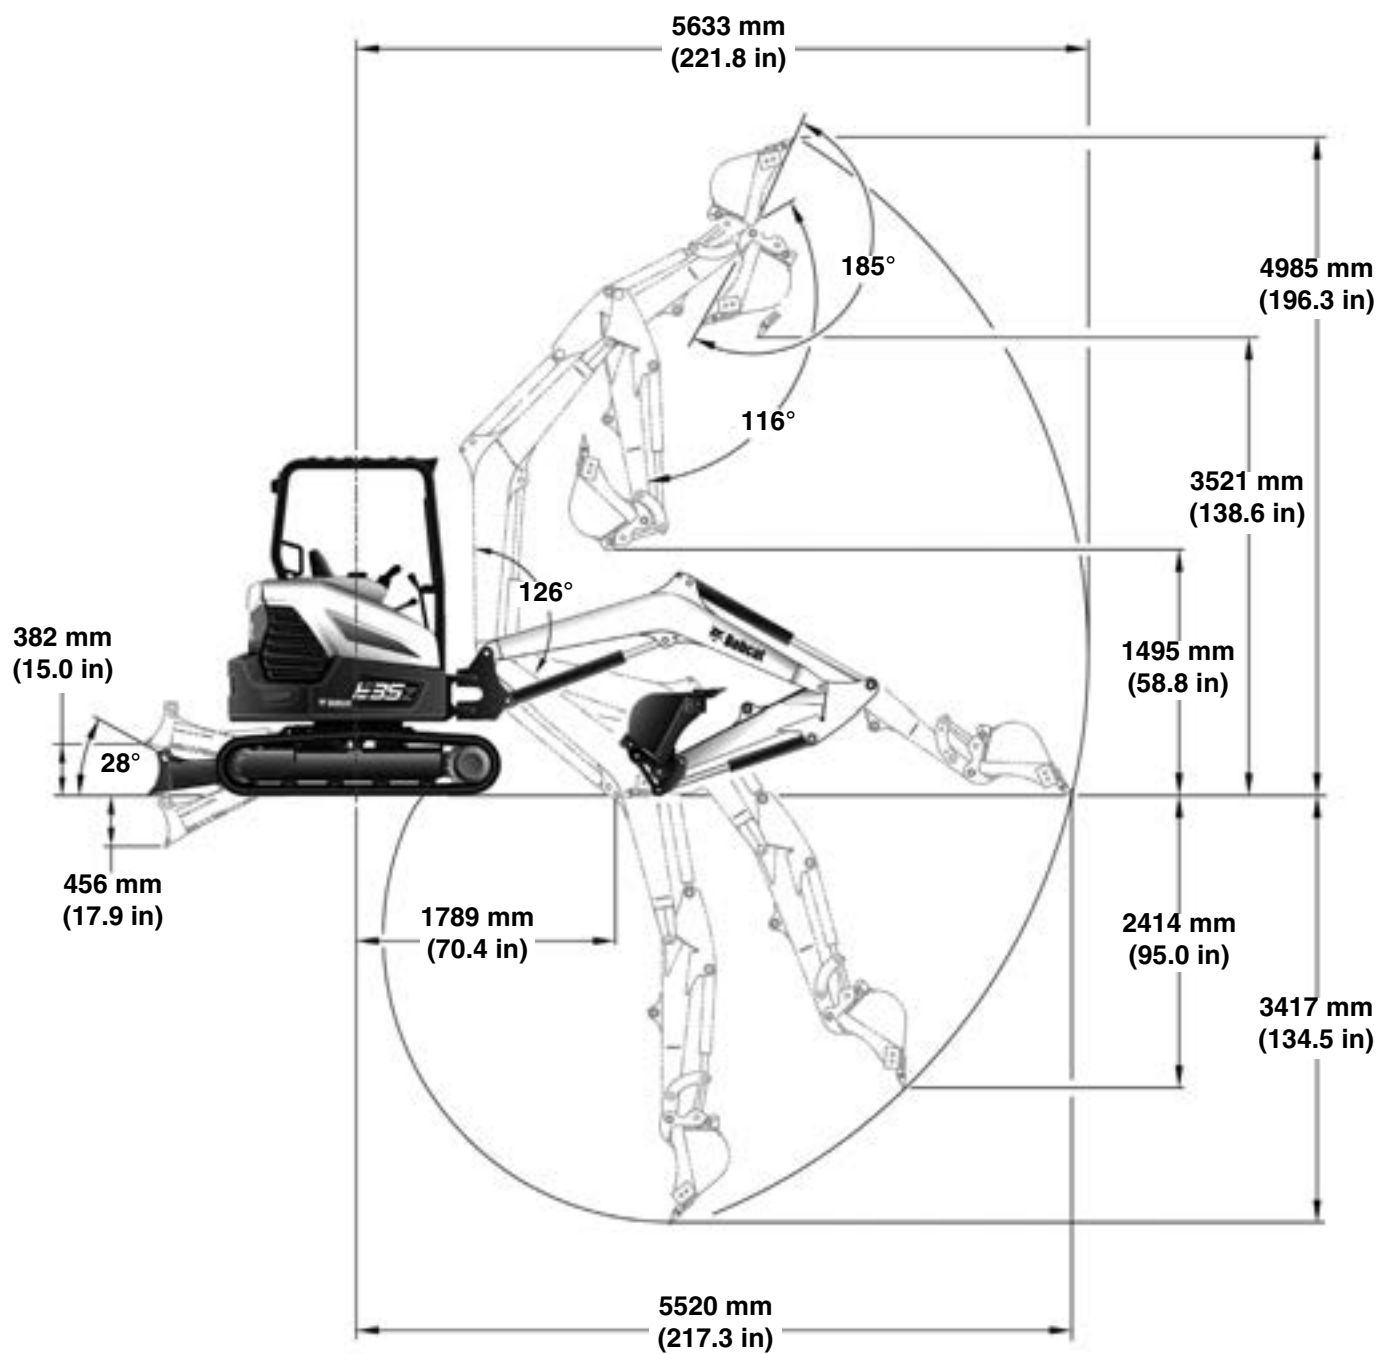 5633 mm
(221.8 in)
4985 mm
(196.3 in)
185°
116°
3521 mm
(138.6 in)
126°
382 mm
(15.0 in)
Bobcat
1495 mm
(58.8 in)
E35
28°
456 mm
(17.9 in)
1789 mm
(70.4 in)
2414 mm
(95.0 in)
3417 mm
(134.5 in)
5520 mm
(217.3 in)